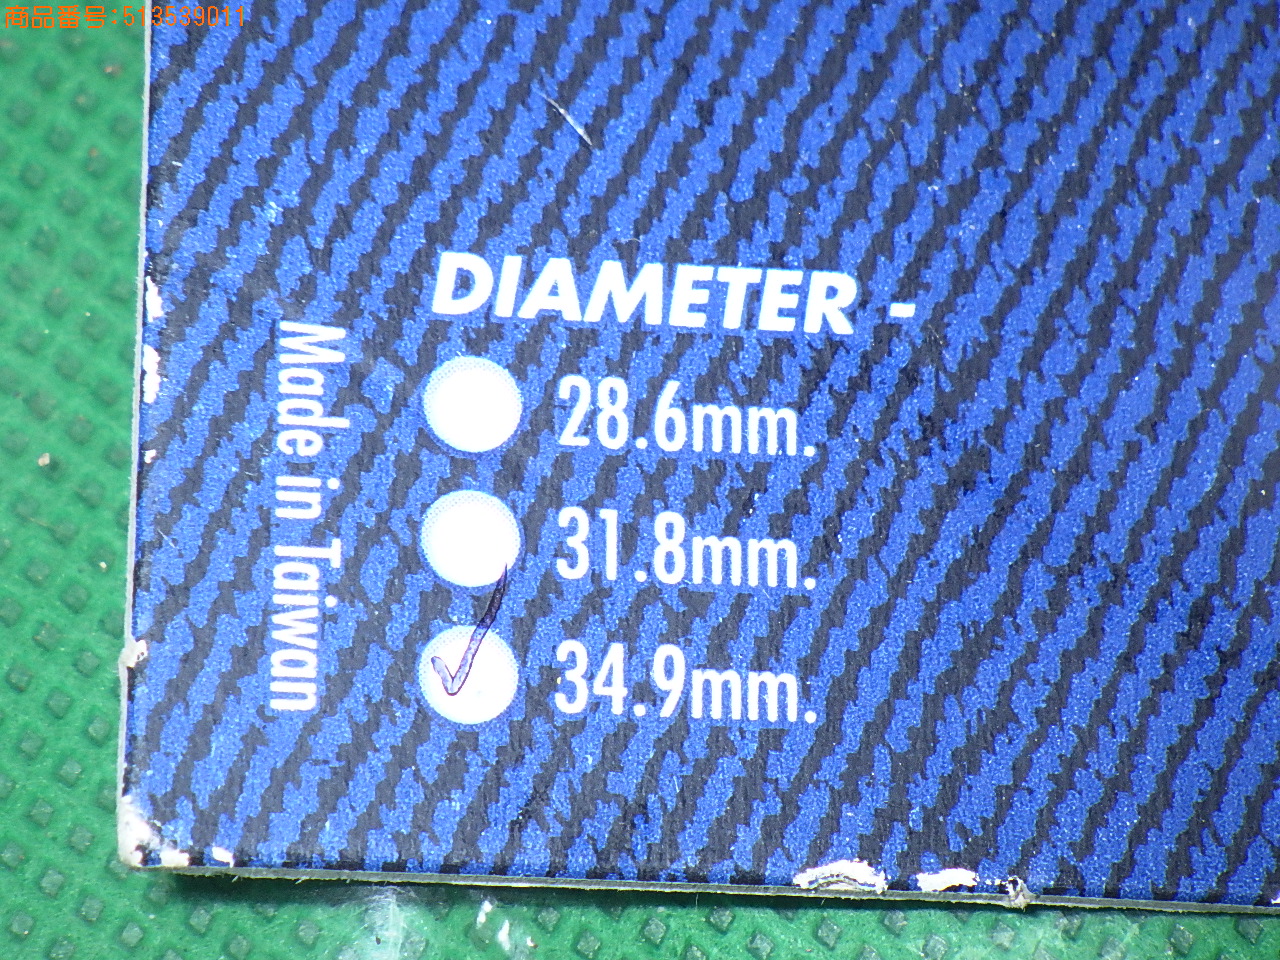 商品番号:513539011
DIAMETER -
28.6mm.
31.8mm.
34.9mm.
Made in Taiwan